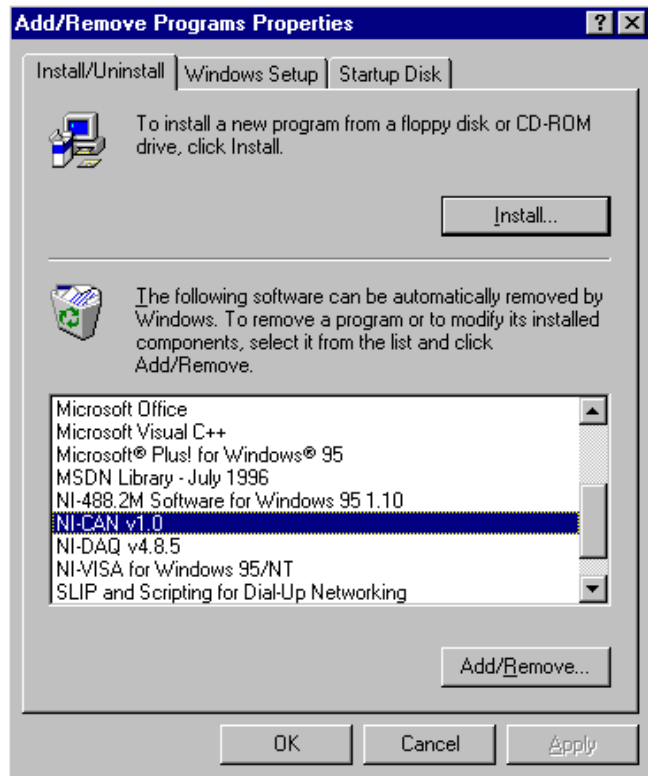 Add/Remove Programs Properties
Install/Uninstall
Windows Setup
Startup Disk
To install a new program from a floppy disk or CD-ROM
drive, click Install.
Install...
The following software can be automatically removed by
Windows. To remove a program or to modify its installed
components, select it from the list and click
Add/Remove.
Microsoft Office
Microsoft Visual C++
Microsoft® Plus! for Windows® 95
MSDN Library - July 1996
NI-488.2M Software for Windows 95 1.10
NI-CAN v1.0
NI-DAQ v4.8.5
NI-VISA for Windows 95/NT
SLIP and Scripting for Dial-Up Networking
Add/Remove...
OK
Cancel
Apply